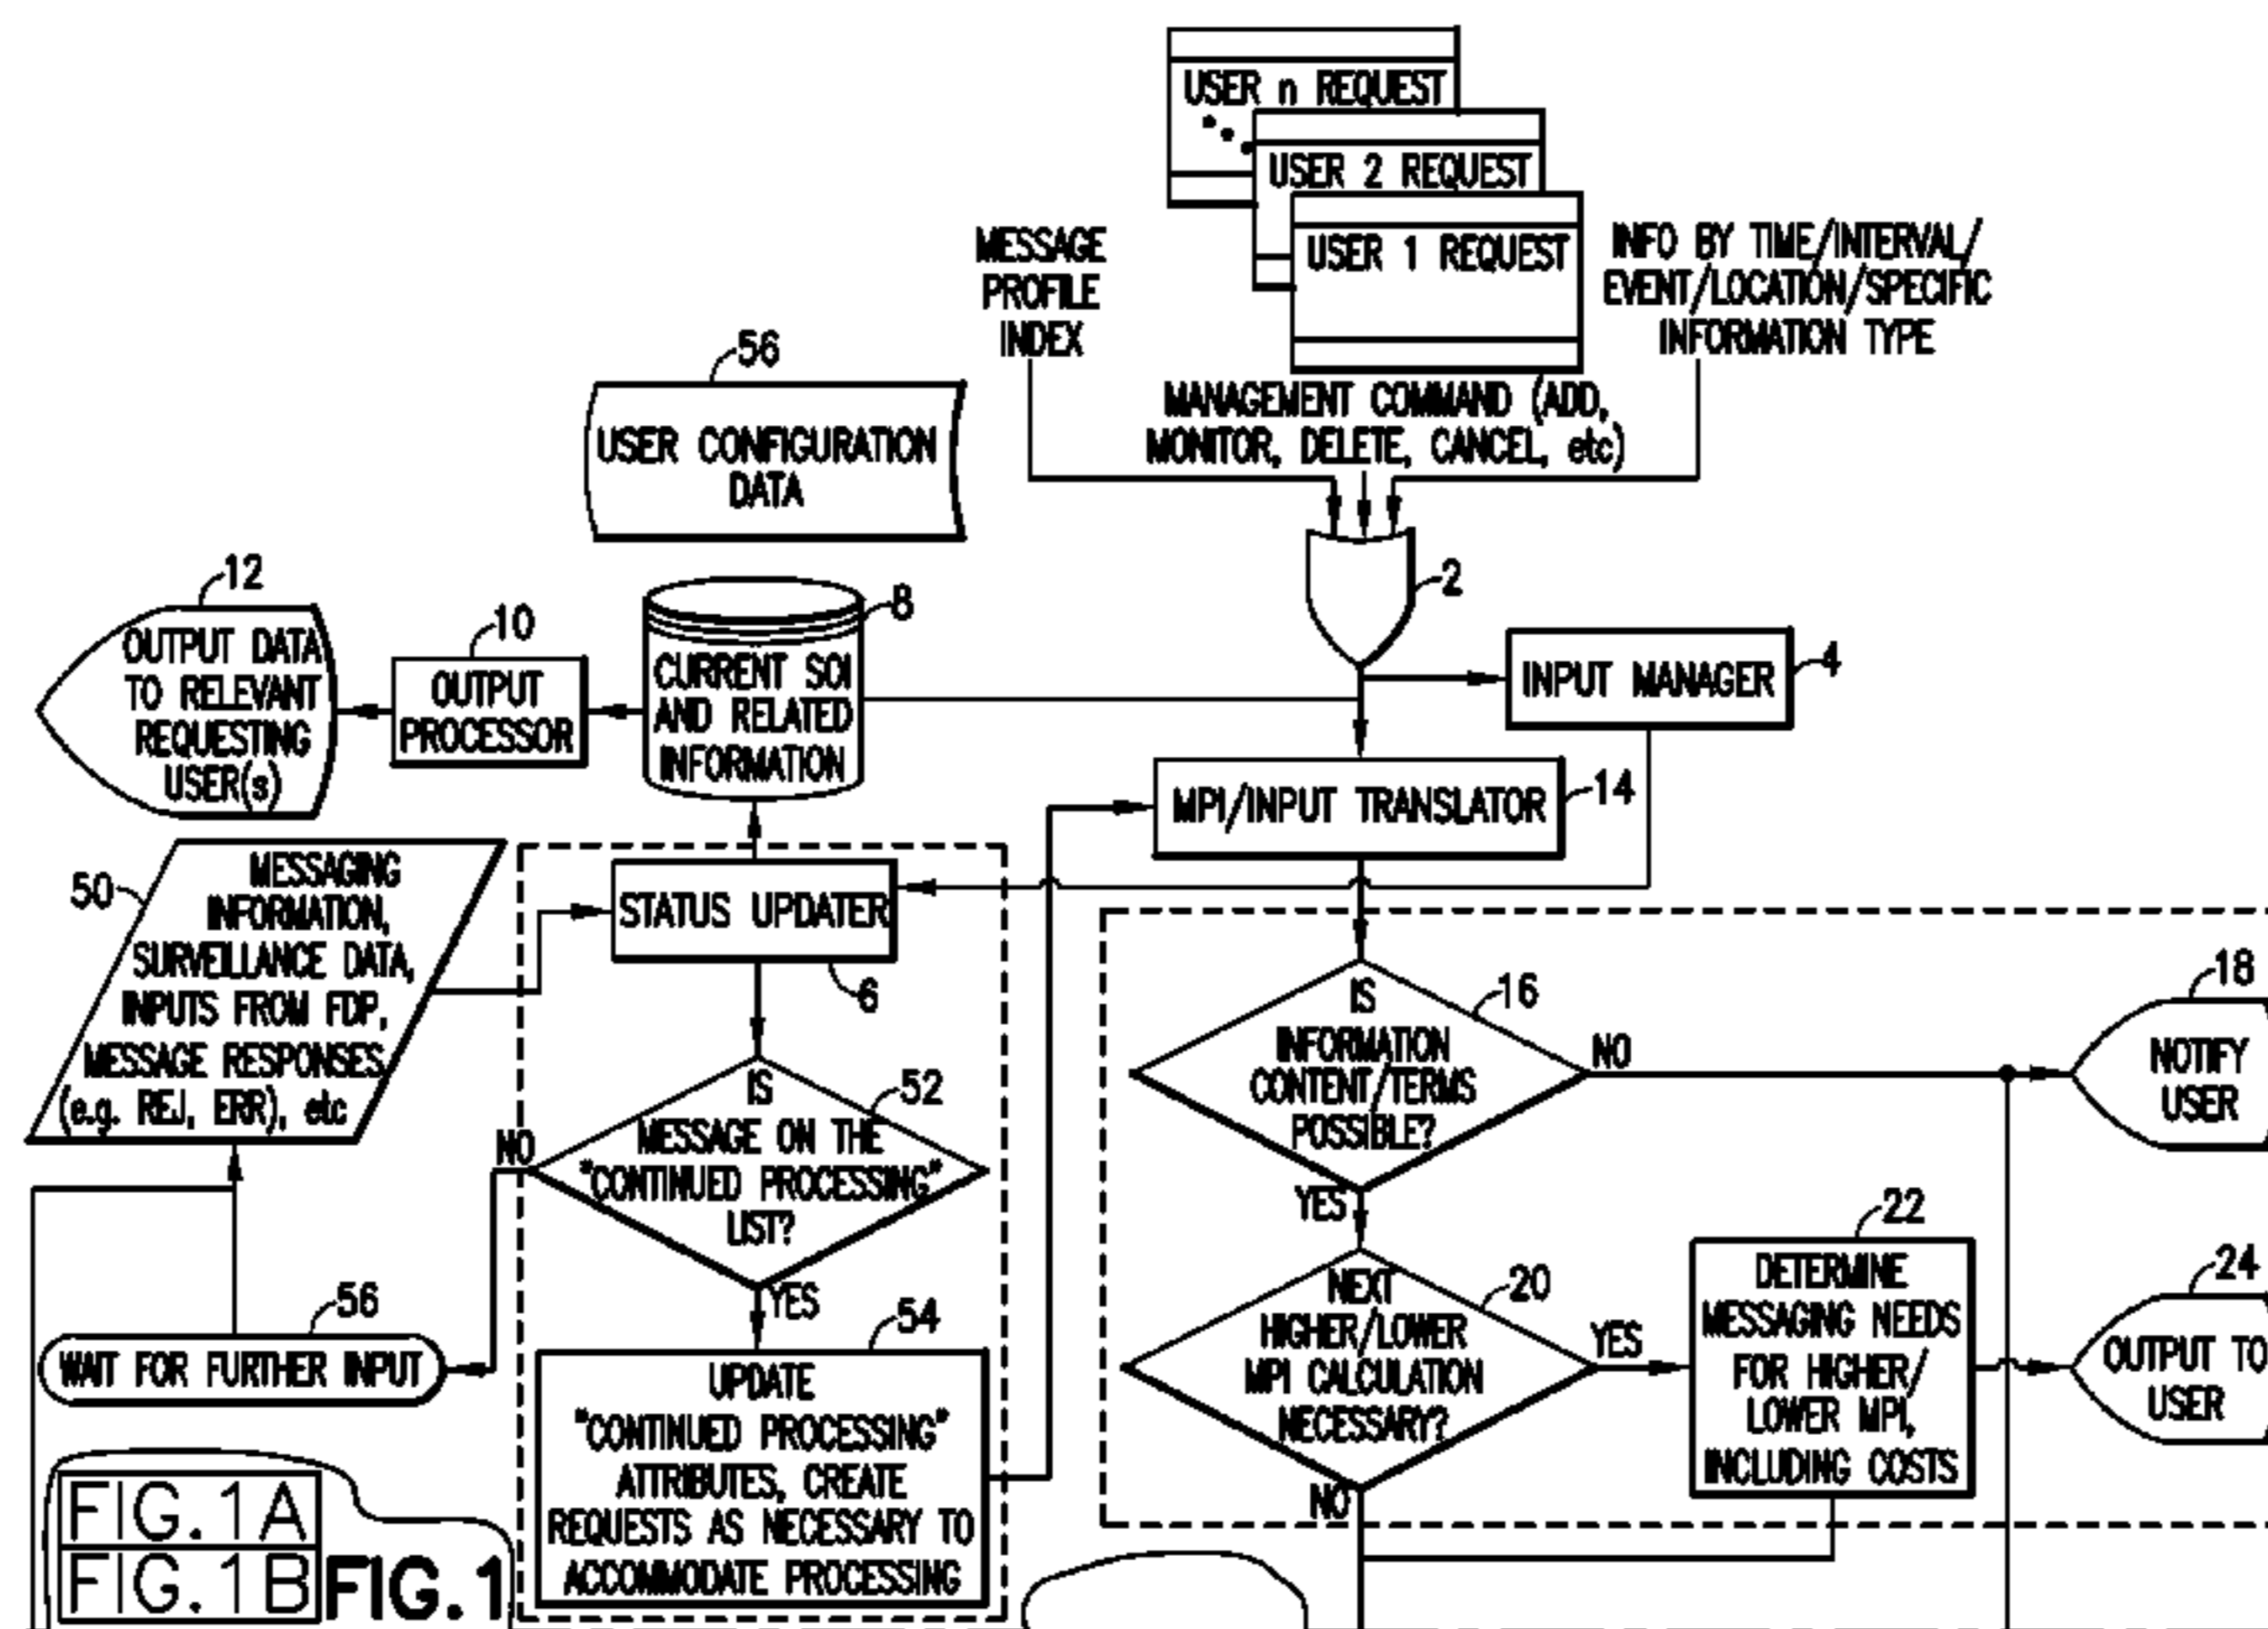 USER n REQUEST
USER 2 REQUEST
USER 1 REQUEST
MESSAGE
PROFILE
INDEX
INFO BY TIME/INTERVAL/
EVENT/LOCATION/SPECIFIC
INFORMATION TYPE
MANAGEMENT COMMAND (ADD,
MONITOR, DELETE, CANCEL, etc)
56
USER CONFIGURATION
DATA
2
12
OUTPUT DATA
TO RELEVANT
REQUESTING
USER(s)
10
OUTPUT
PROCESSOR
8
CURRENT SOI
AND RELATED
INFORMATION
INPUT MANAGER
4
MPI/INPUT TRANSLATOR
14
50
MESSAGING
INFORMATION,
SURVEILLANCE DATA,
INPUTS FROM FDP,
MESSAGE RESPONSES
(e.g. REJ, ERR), etc
STATUS UPDATER
6
IS
MESSAGE ON THE
"CONTINUED PROCESSING"
LIST?
52
NO
YES
16
IS
INFORMATION
CONTENT/TERMS
POSSIBLE?
NO
YES
18
NOTIFY
USER
56
WAIT FOR FURTHER INPUT
54
UPDATE
"CONTINUED PROCESSING"
ATTRIBUTES, CREATE
REQUESTS AS NECESSARY TO
ACCOMMODATE PROCESSING
20
NEXT
HIGHER/LOWER
MPI CALCULATION
NECESSARY?
YES
NO
22
DETERMINE
MESSAGING NEEDS
FOR HIGHER/
LOWER MPI,
INCLUDING COSTS
24
OUTPUT TO
USER
FIG. 1A
FIG. 1B
FIG. 1